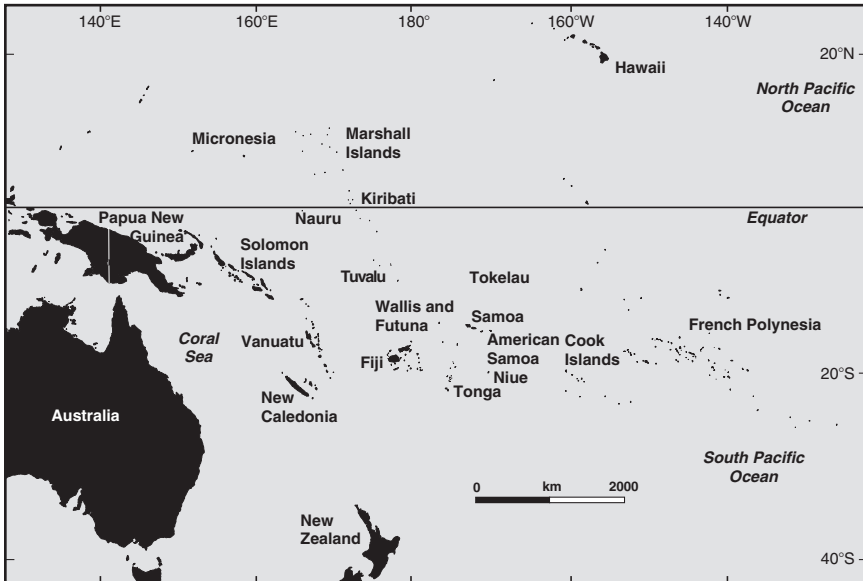 140°E 160°E 180° 160°W 140°W
20°N
Hawaii
North Pacific
Ocean
Micronesia
Marshall
Islands
Kiribati
Nauru
Equator
Papua New
Guinea
Solomon
Islands
Tuvalu
Tokelau
Wallis and
Futuna
Samoa
French Polynesia
Coral
Sea
Vanuatu
Fiji
American
Samoa
Niue
Cook
Islands
Tonga
20°S
New
Caledonia
Australia
South Pacific
Ocean
0 km 2000
New
Zealand
40°S